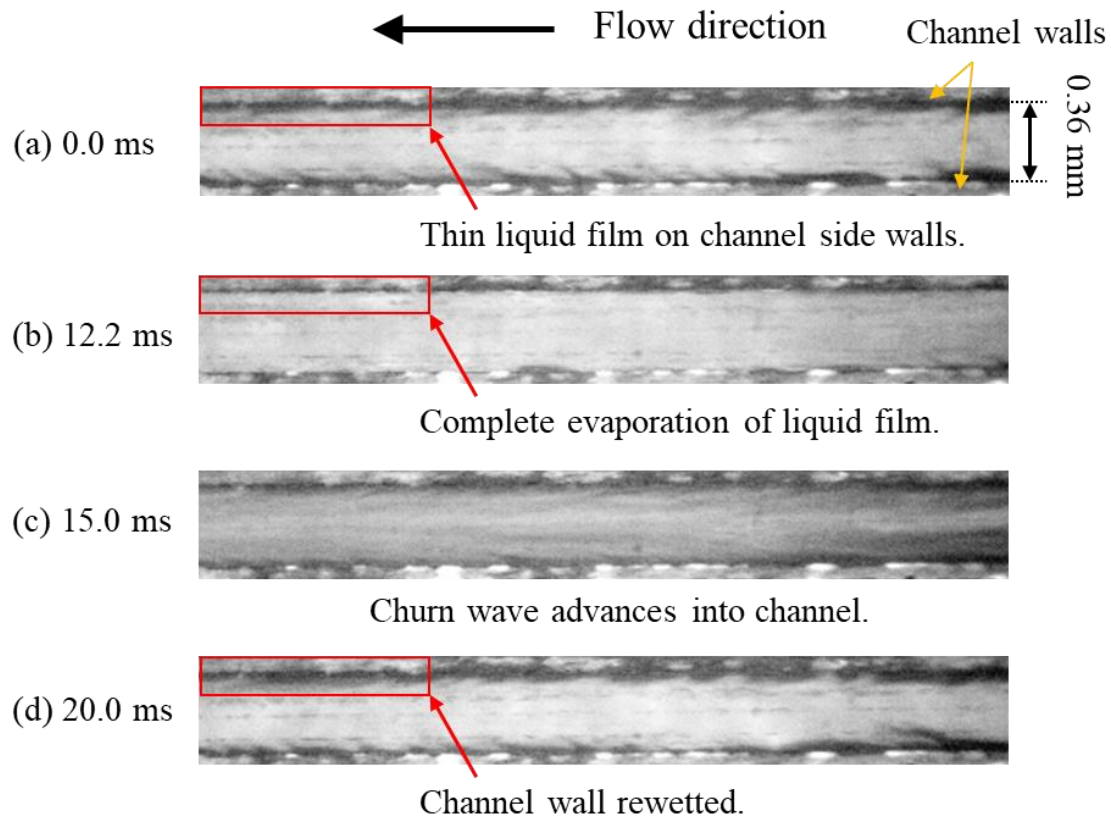 Flow direction
Channel walls
0.36 mm
(a) 0.0 ms
Thin liquid film on channel side walls.
(b) 12.2 ms
Complete evaporation of liquid film.
(c) 15.0 ms
Churn wave advances into channel.
(d) 20.0 ms
Channel wall rewetted.